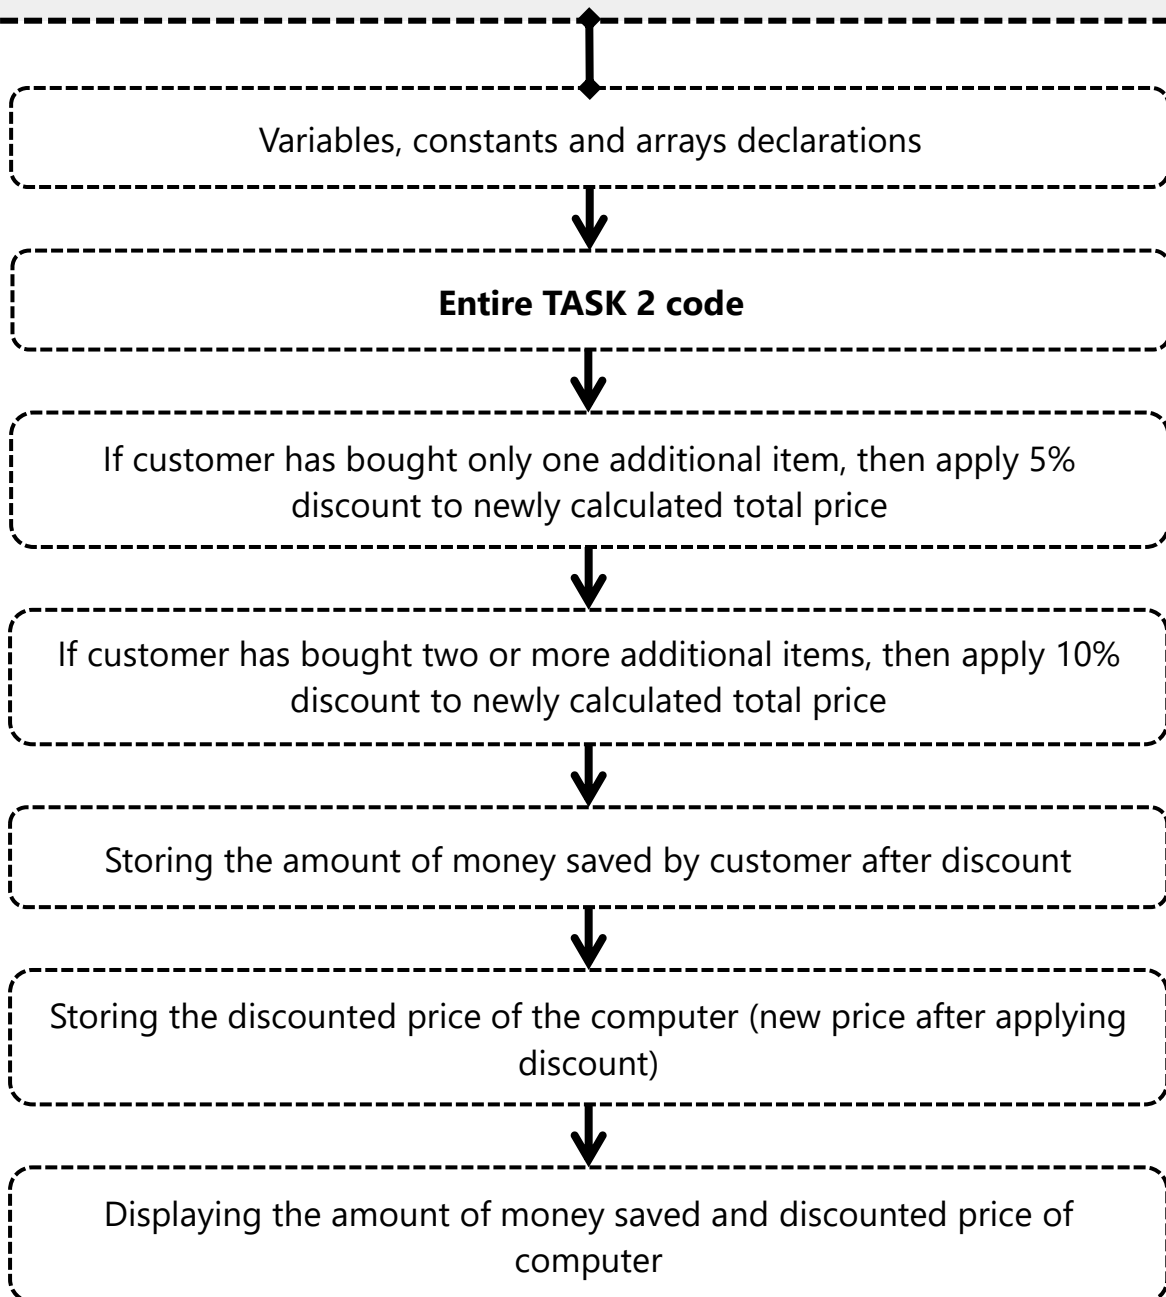 Variables, constants and arrays declarations
Entire TASK 2 code
If customer has bought only one additional item, then apply 5%
discount to newly calculated total price
If customer has bought two or more additional items, then apply 10%
discount to newly calculated total price
Storing the amount of money saved by customer after discount
Storing the discounted price of the computer (new price after applying
discount)
Displaying the amount of money saved and discounted price of
computer